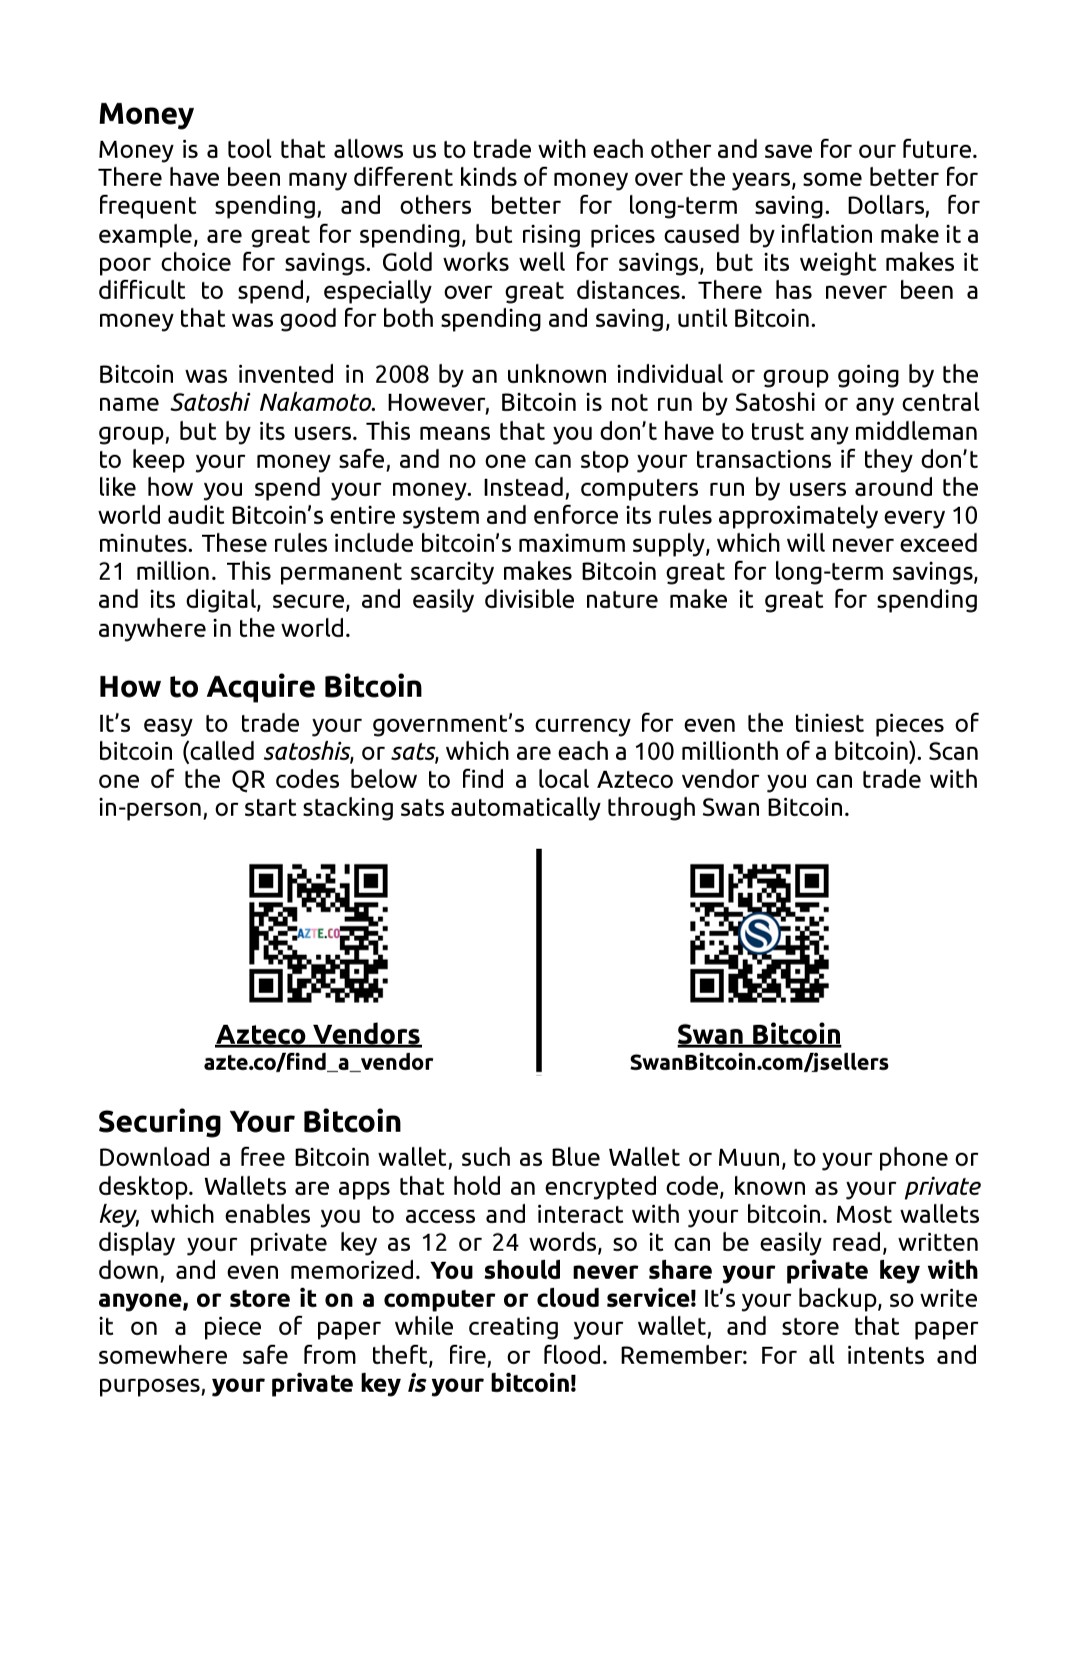 Money
Money is a tool that allows us to trade with each other and save for our future.
There have been many different kinds of money over the years, some better for
frequent spending, and others better for long-term saving. Dollars, for
example, are great for spending, but rising prices caused by inflation make it a
poor choice for savings. Gold works well for savings, but its weight makes it
difficult to spend, especially over great distances. There has never been a
money that was good for both spending and saving, until Bitcoin.
Bitcoin was invented in 2008 by an unknown individual or group going by the
name Satoshi Nakamoto. However, Bitcoin is not run by Satoshi or any central
group, but by its users. This means that you don’t have to trust any middleman
to keep your money safe, and no one can stop your transactions if they don’t
like how you spend your money. Instead, computers run by users around the
world audit Bitcoin’s entire system and enforce its rules approximately every 10
minutes. These rules include bitcoin’s maximum supply, which will never exceed
21 million. This permanent scarcity makes Bitcoin great for long-term savings,
and its digital, secure, and easily divisible nature make it great for spending
anywhere in the world.
How to Acquire Bitcoin
It’s easy to trade your government’s currency for even the tiniest pieces of
bitcoin (called satoshis, or sats, which are each a 100 millionth of a bitcoin). Scan
one of the QR codes below to find a local Azteco vendor you can trade with
in-person, or start stacking sats automatically through Swan Bitcoin.
AZTE.CO
S
Azteco Vendors
azte.co/find_a_vendor
Swan Bitcoin
SwanBitcoin.com/jsellers
Securing Your Bitcoin
Download a free Bitcoin wallet, such as Blue Wallet or Muun, to your phone or
desktop. Wallets are apps that hold an encrypted code, known as your private
key, which enables you to access and interact with your bitcoin. Most wallets
display your private key as 12 or 24 words, so it can be easily read, written
down, and even memorized. You should never share your private key with
anyone, or store it on a computer or cloud service! It’s your backup, so write
it on a piece of paper while creating your wallet, and store that paper
somewhere safe from theft, fire, or flood. Remember: For all intents and
purposes, your private key is your bitcoin!